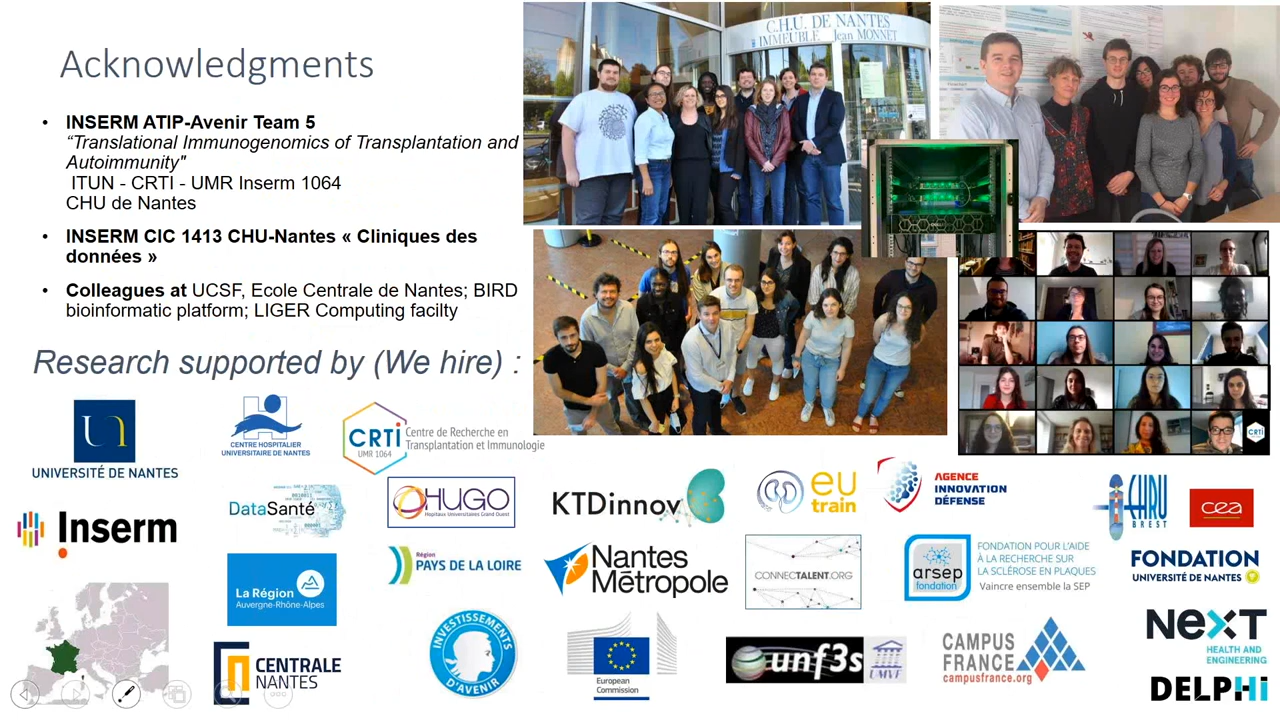 Acknowledgments
• INSERM ATIP-Avenir Team 5
“Translational Immunogenomics of Transplantation and
Autoimmunity"
ITUN - CRTI - UMR Inserm 1064
CHU de Nantes
• INSERM CIC 1413 CHU-Nantes « Cliniques des
données »
• Colleagues at UCSF, Ecole Centrale de Nantes; BIRD
bioinformatic platform; LIGER Computing facilty
Research supported by (We hire) :
C.H.U. DE NANTES
IMMEUBLE Jean MONNET
CRTi
UNIVERSITÉ DE NANTES
CENTRE HOSPITALIER
UNIVERSITAIRE DE NANTES
CRTi
UMR 1064
Centre de Recherche en
Transplantation et Immunologie
Inserm
DataSanté
HUGO
Hopitaux Universitaires Grand Ouest
KTDinnov
eu
train
AGENCE
INNOVATION
DÉFENSE
CHRU
BREST
cea
La Région
Auvergne-Rhône-Alpes
Région
PAYS DE LA LOIRE
Nantes
Métropole
CONNECTALENT.ORG
arsep
fondation
FONDATION POUR L'AIDE
À LA RECHERCHE SUR
LA SCLÉROSE EN PLAQUES
Vaincre ensemble la SEP
FONDATION
UNIVERSITÉ DE NANTES
CENTRALE
NANTES
INVESTISSEMENTS
D'AVENIR
European
Commission
unf3s
UMVF
CAMPUS
FRANCE
campusfrance.org
NExT
HEALTH AND
ENGINEERING
DELPHi